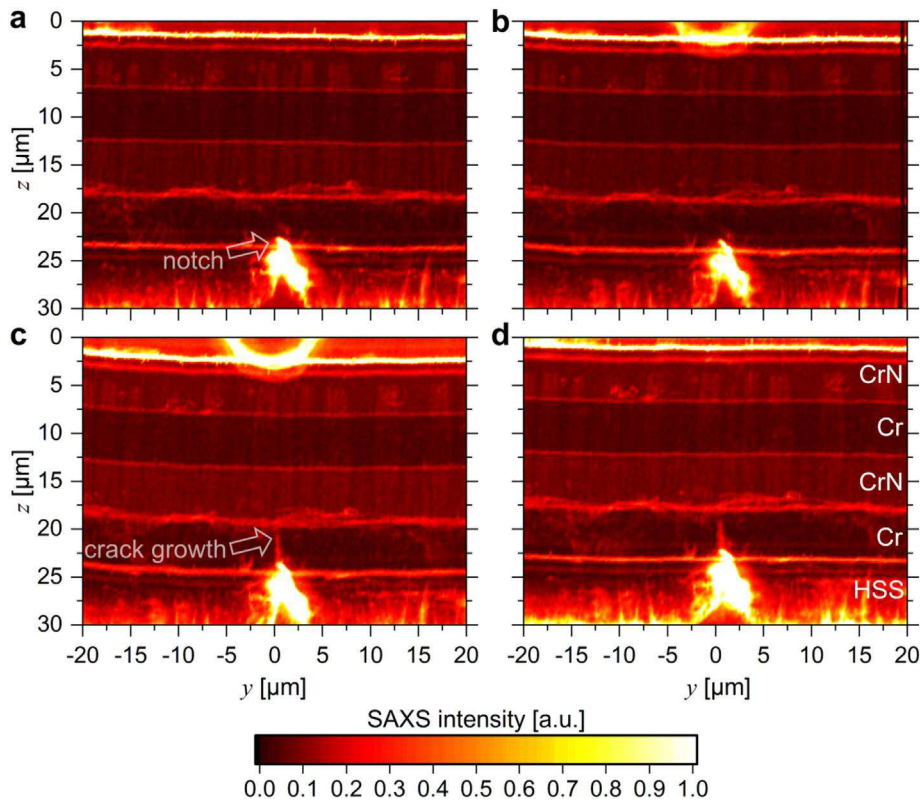 a
b
0
5
10
15
20
25
30
z [µm]
notch
c
d
0
5
10
15
20
25
30
z [µm]
crack growth
CrN
Cr
CrN
Cr
HSS
-20 -15 -10 -5 0 5 10 15 20
-20 -15 -10 -5 0 5 10 15 20
y [µm]
y [µm]
SAXS intensity [a.u.]
0.0 0.1 0.2 0.3 0.4 0.5 0.6 0.7 0.8 0.9 1.0